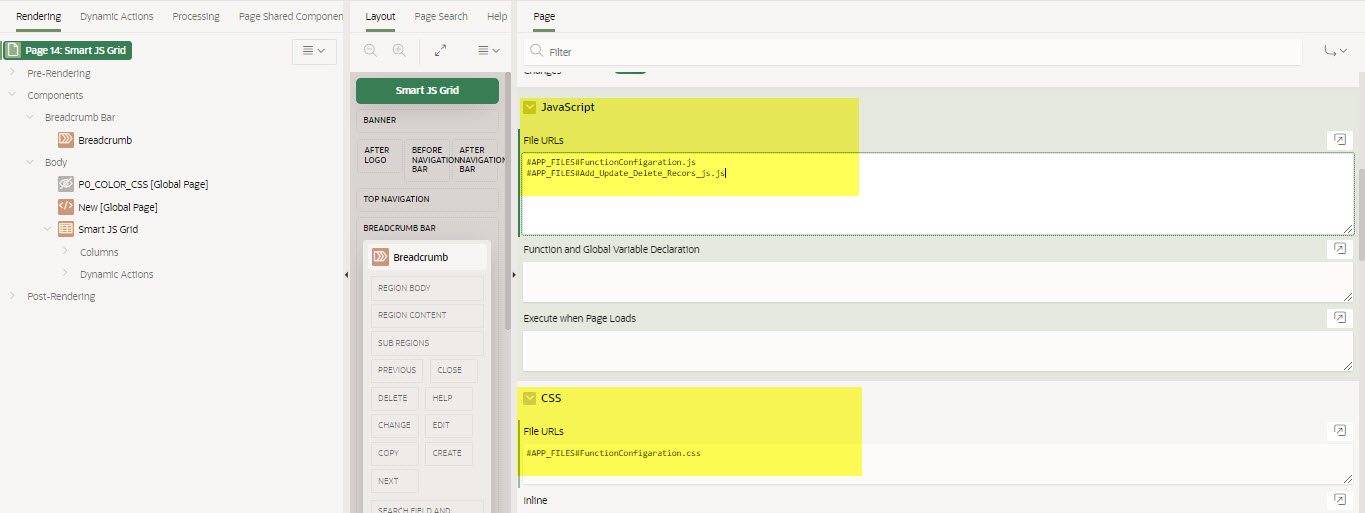 Rendering
Dynamic Actions
Processing
Page Shared Componen
Page 14: Smart JS Grid
Pre-Rendering
Components
Breadcrumb Bar
Breadcrumb
Body
P0_COLOR_CSS [Global Page]
New [Global Page]
Smart JS Grid
Columns
Dynamic Actions
Post-Rendering
Layout
Page Search
Help
Smart JS Grid
BANNER
AFTER LOGO
BEFORE NAVIGATION BAR
AFTER NAVIGATION BAR
TOP NAVIGATION
BREADCRUMB BAR
Breadcrumb
REGION BODY
REGION CONTENT
SUB REGIONS
PREVIOUS
CLOSE
DELETE
HELP
CHANGE
EDIT
COPY
CREATE
NEXT
SEARCH FIELD AND
Page
Filter
Changes
JavaScript
File URLs
#APP_FILES#FunctionConfigaration.js
#APP_FILES#Add_Update_Delete_Recors_js.js
Function and Global Variable Declaration
Execute when Page Loads
CSS
File URLs
#APP_FILES#FunctionConfigaration.css
Inline